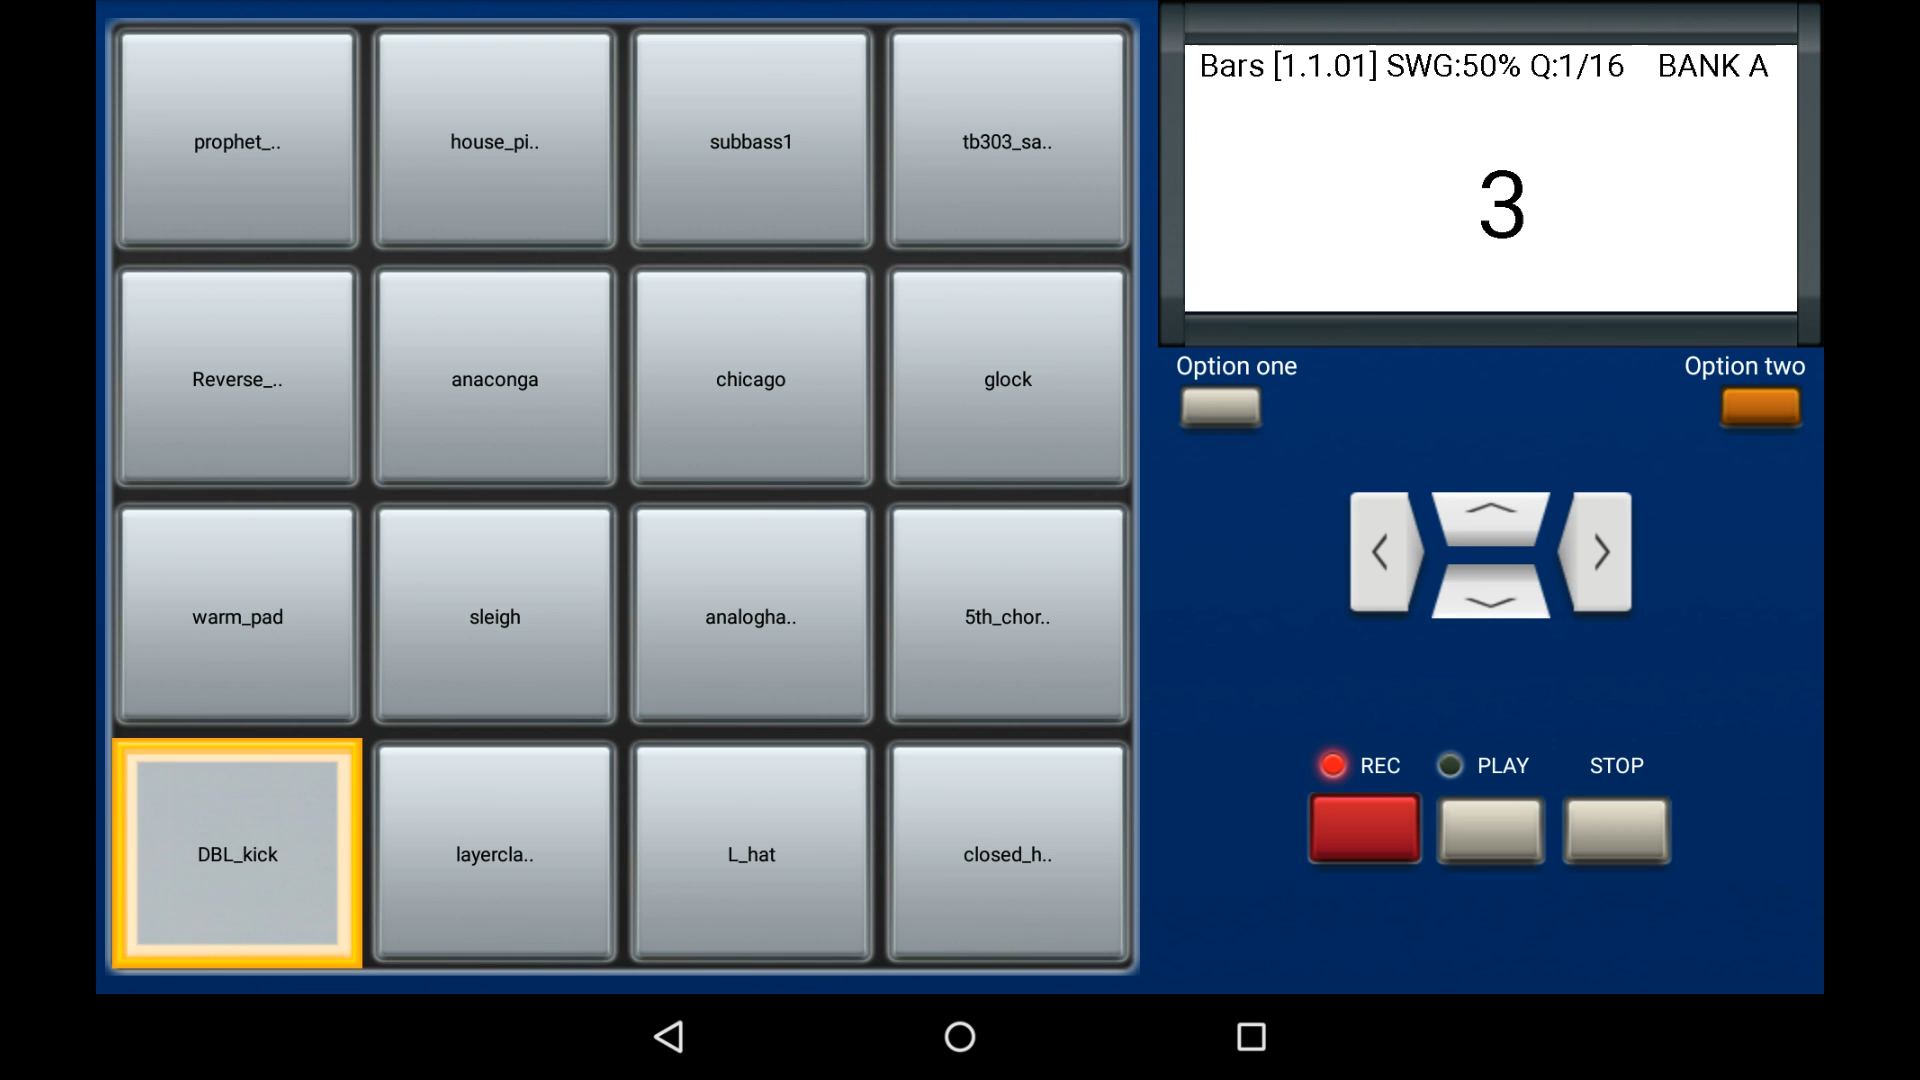 prophet_..
house_pi..
subbass1
tb303_sa..
Reverse_..
anaconga
chicago
glock
warm_pad
sleigh
analogha..
5th_chor..
DBL_kick
layercla..
L_hat
closed_h..
Bars [1.1.01] SWG:50% Q:1/16 BANK A
3
Option one
Option two
REC
PLAY
STOP